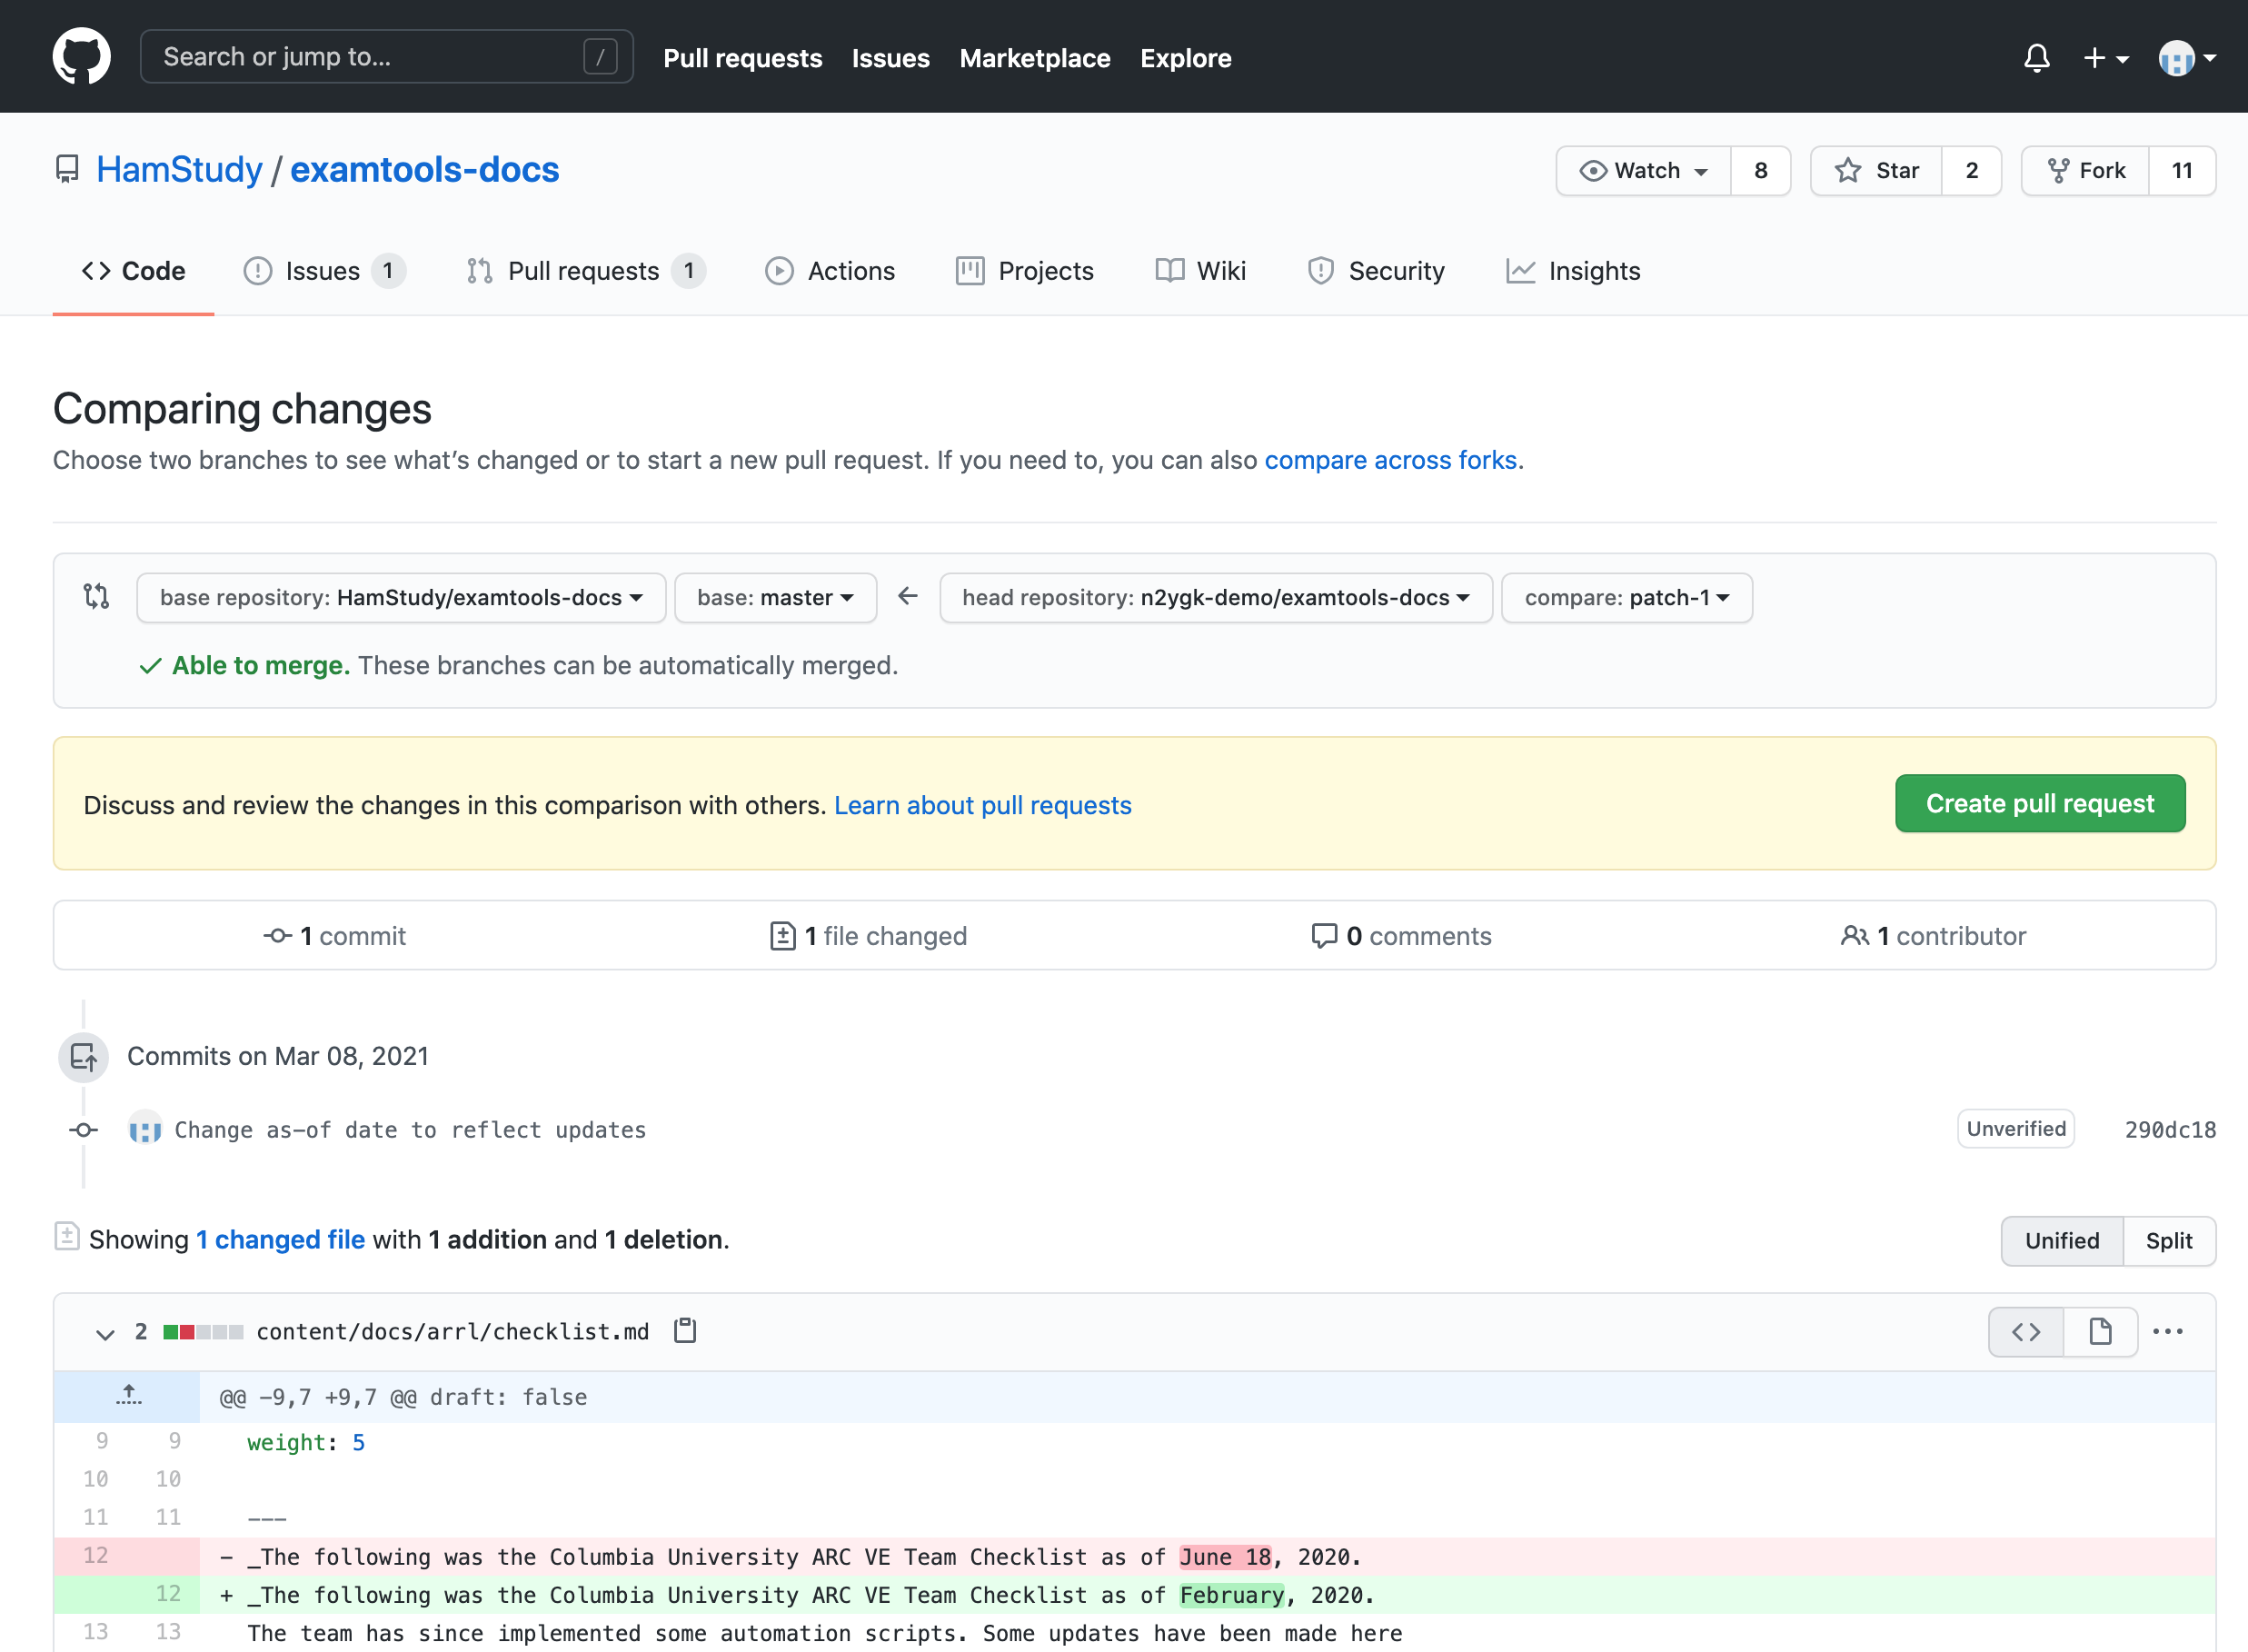 Search or jump to... /
Pull requests Issues Marketplace Explore
HamStudy / examtools-docs
Watch 8 Star 2 Fork 11
Code Issues 1 Pull requests 1 Actions Projects Wiki Security Insights
Comparing changes
Choose two branches to see what’s changed or to start a new pull request. If you need to, you can also compare across forks.
base repository: HamStudy/examtools-docs base: master ← head repository: n2ygk-demo/examtools-docs compare: patch-1
Able to merge. These branches can be automatically merged.
Discuss and review the changes in this comparison with others. Learn about pull requests Create pull request
1 commit 1 file changed 0 comments 1 contributor
Commits on Mar 08, 2021
Change as-of date to reflect updates Unverified 290dc18
Showing 1 changed file with 1 addition and 1 deletion. Unified Split
2 content/docs/arrl/checklist.md
@@ -9,7 +9,7 @@ draft: false
9 9 weight: 5
10 10
11 11 ---
12 - _The following was the Columbia University ARC VE Team Checklist as of June 18, 2020.
12 + _The following was the Columbia University ARC VE Team Checklist as of February, 2020.
13 13 The team has since implemented some automation scripts. Some updates have been made here